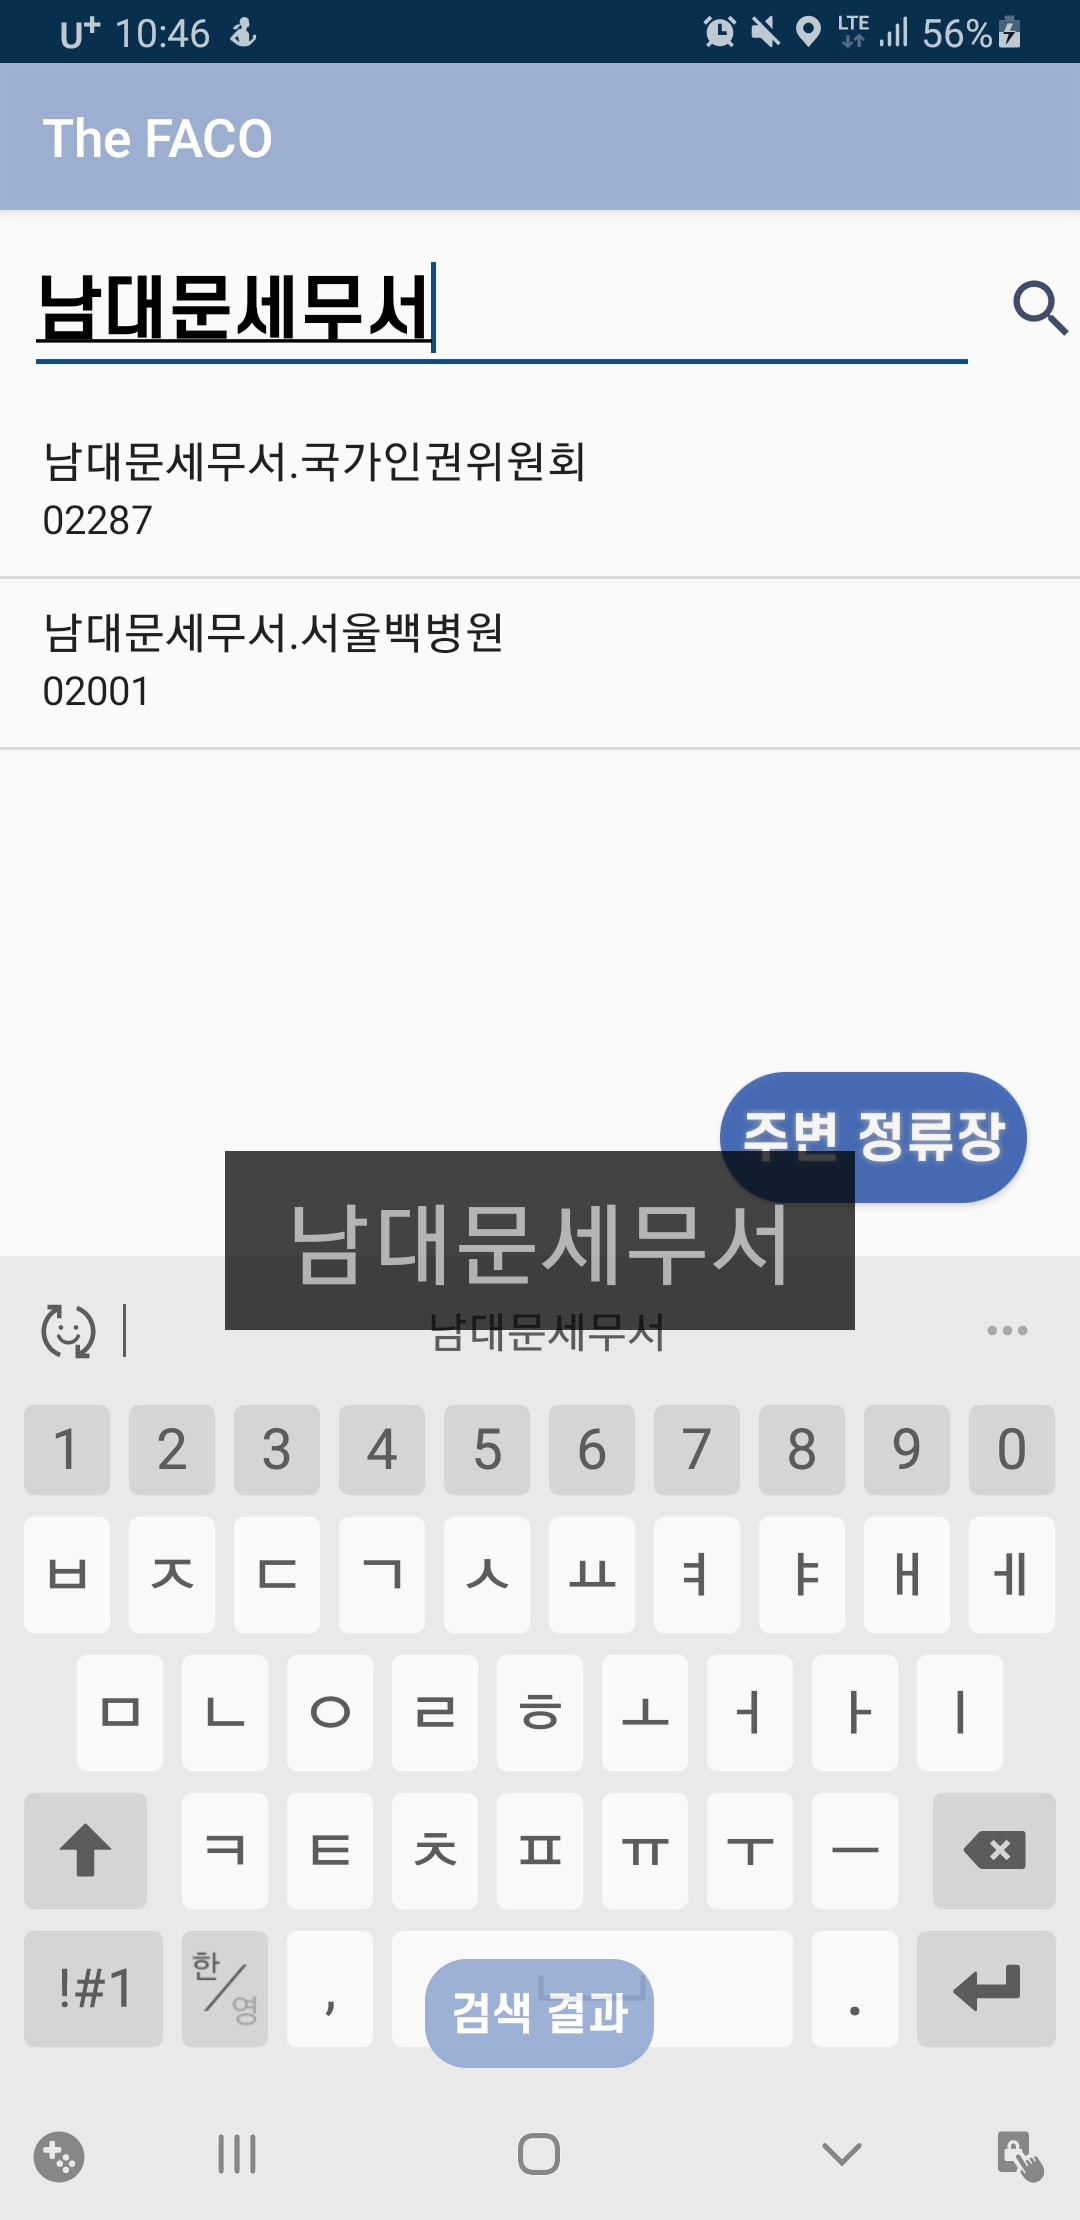 U+ 10:46 LTE 56%
The FACO
남대문세무서
남대문세무서.국가인권위원회
02287
남대문세무서.서울백병원
02001
주변 정류장
남대문세무서
남대문세무서
1 2 3 4 5 6 7 8 9 0
ㅂ ㅈ ㄷ ㄱ ㅅ ㅛ ㅕ ㅑ ㅐ ㅔ
ㅁ ㄴ ㅇ ㄹ ㅎ ㅗ ㅓ ㅏ ㅣ
ㅋ ㅌ ㅊ ㅍ ㅠ ㅜ ㅡ
!#1 한/영 , 검색 결과 .